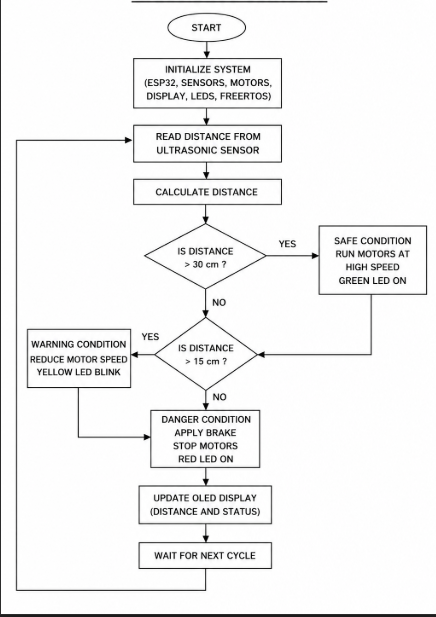 START
INITIALIZE SYSTEM
(ESP32, SENSORS, MOTORS,
DISPLAY, LEDS, FREERTOS)
READ DISTANCE FROM
ULTRASONIC SENSOR
CALCULATE DISTANCE
IS DISTANCE
> 30 cm ?
YES
SAFE CONDITION
RUN MOTORS AT
HIGH SPEED
GREEN LED ON
NO
IS DISTANCE
> 15 cm ?
YES
WARNING CONDITION
REDUCE MOTOR SPEED
YELLOW LED BLINK
NO
DANGER CONDITION
APPLY BRAKE
STOP MOTORS
RED LED ON
UPDATE OLED DISPLAY
(DISTANCE AND STATUS)
WAIT FOR NEXT CYCLE